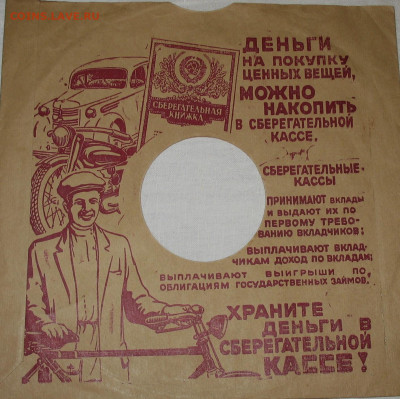 ДЕНЬГИ
НА ПОКУПКУ
ЦЕННЫХ ВЕЩЕЙ,
МОЖНО
НАКОПИТЬ
В СБЕРЕГАТЕЛЬНОЙ
КАССЕ.
СБЕРЕГАТЕЛЬНАЯ
КНИЖКА
СБЕРЕГАТЕЛЬНЫЕ-
КАССЫ
ПРИНИМАЮТ ВКЛАДЫ
И ВЫДАЮТ ИХ ПО
ПЕРВОМУ ТРЕБО-
ВАНИЮ ВКЛАДЧИКОВ;
ВЫПЛАЧИВАЮТ ВКЛАД-
ЧИКАМ ДОХОД ПО ВКЛАДАМ;
ВЫПЛАЧИВАЮТ ВЫИГРЫШИ ПО,
ОБЛИГАЦИЯМ ГОСУДАРСТВЕННЫХ ЗАЙМОВ.
ХРАНИТЕ
ДЕНЬГИ В
СБЕРЕГАТЕЛЬНОЙ
КАССЕ!